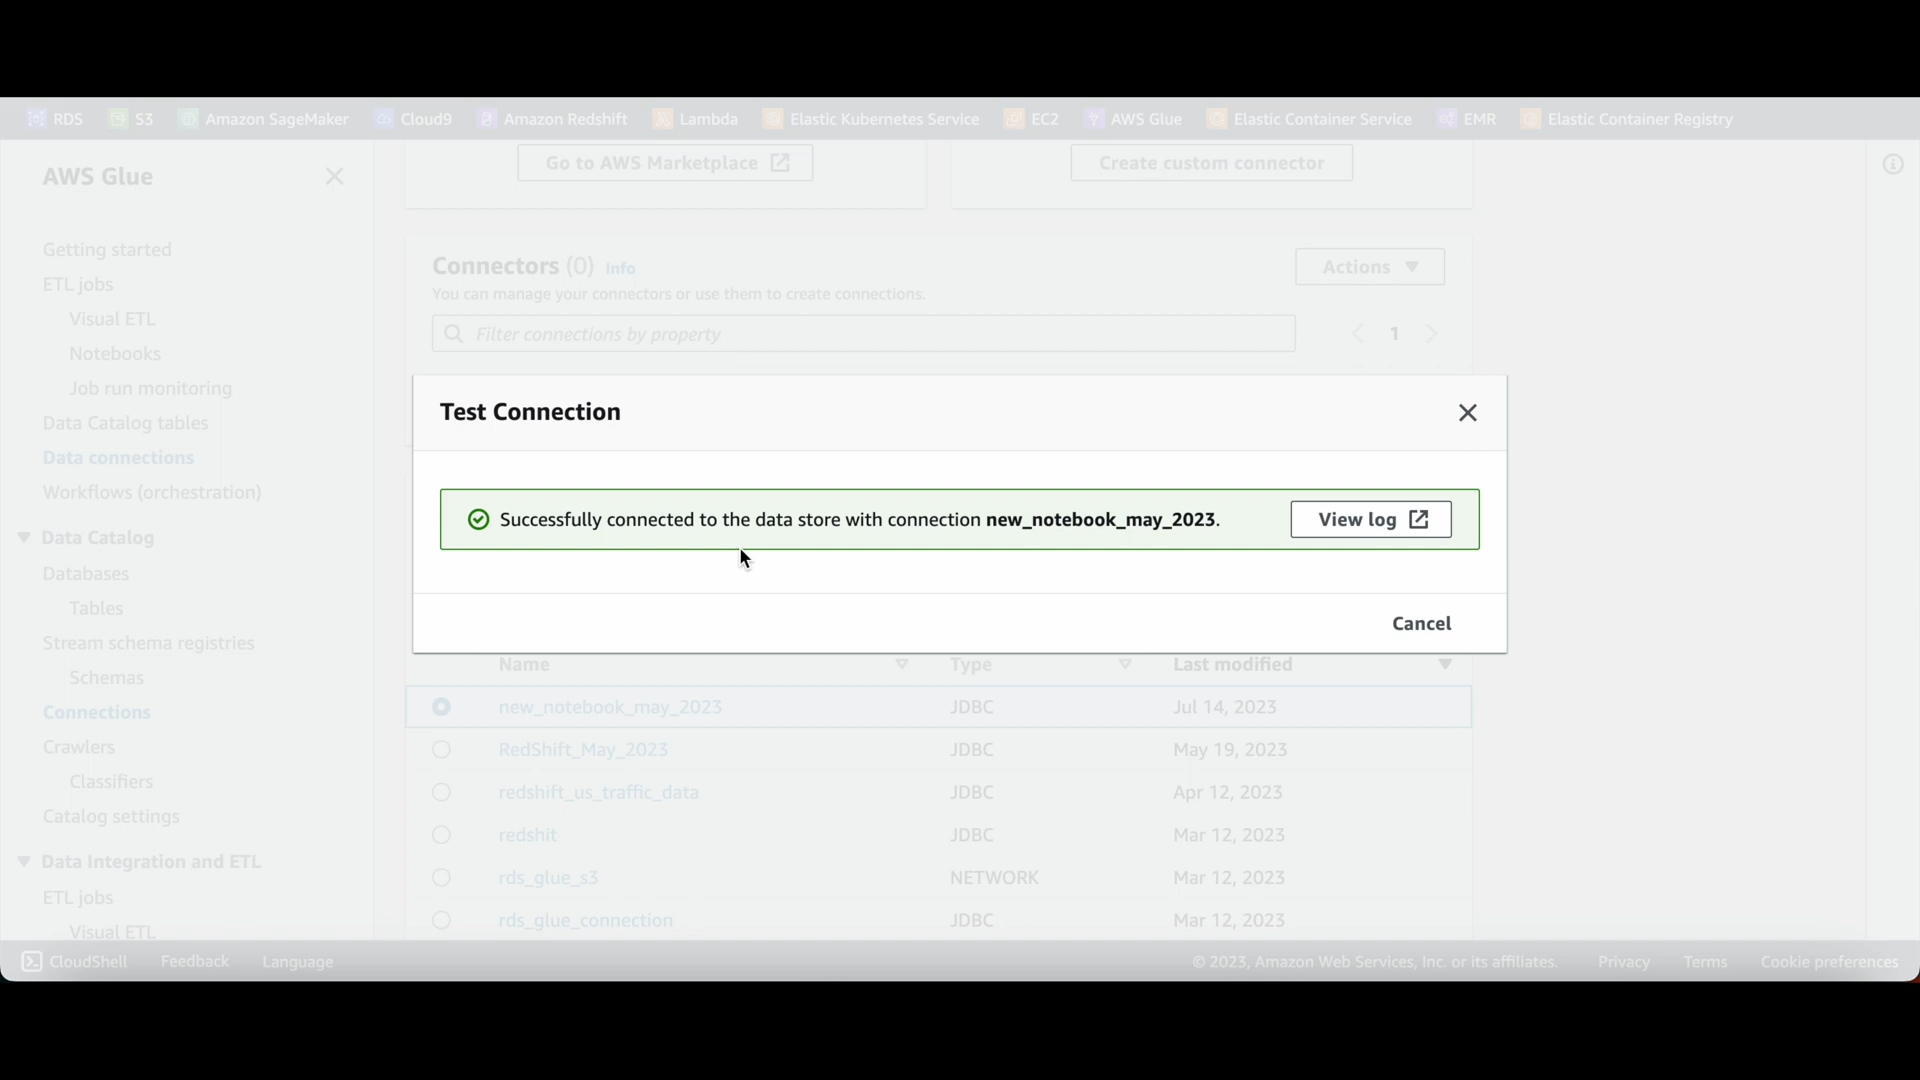 RDS S3 Amazon SageMaker Cloud9 Amazon Redshift Lambda Elastic Kubernetes Service EC2 AWS Glue Elastic Container Service EMR Elastic Container Registry
AWS Glue
Getting started
ETL jobs
Visual ETL
Notebooks
Job run monitoring
Data Catalog tables
Data connections
Workflows (orchestration)
Data Catalog
Databases
Tables
Stream schema registries
Schemas
Connections
Crawlers
Classifiers
Catalog settings
Data Integration and ETL
ETL jobs
Visual ETL
Go to AWS Marketplace
Create custom connector
Connectors (0) Info
Actions
You can manage your connectors or use them to create connections.
Filter connections by property
1
Test Connection
Successfully connected to the data store with connection new_notebook_may_2023.
View log
Cancel
Name Type Last modified
new_notebook_may_2023 JDBC Jul 14, 2023
RedShift_May_2023 JDBC May 19, 2023
redshift_us_traffic_data JDBC Apr 12, 2023
redshit JDBC Mar 12, 2023
rds_glue_s3 NETWORK Mar 12, 2023
rds_glue_connection JDBC Mar 12, 2023
CloudShell Feedback Language © 2023, Amazon Web Services, Inc. or its affiliates. Privacy Terms Cookie preferences